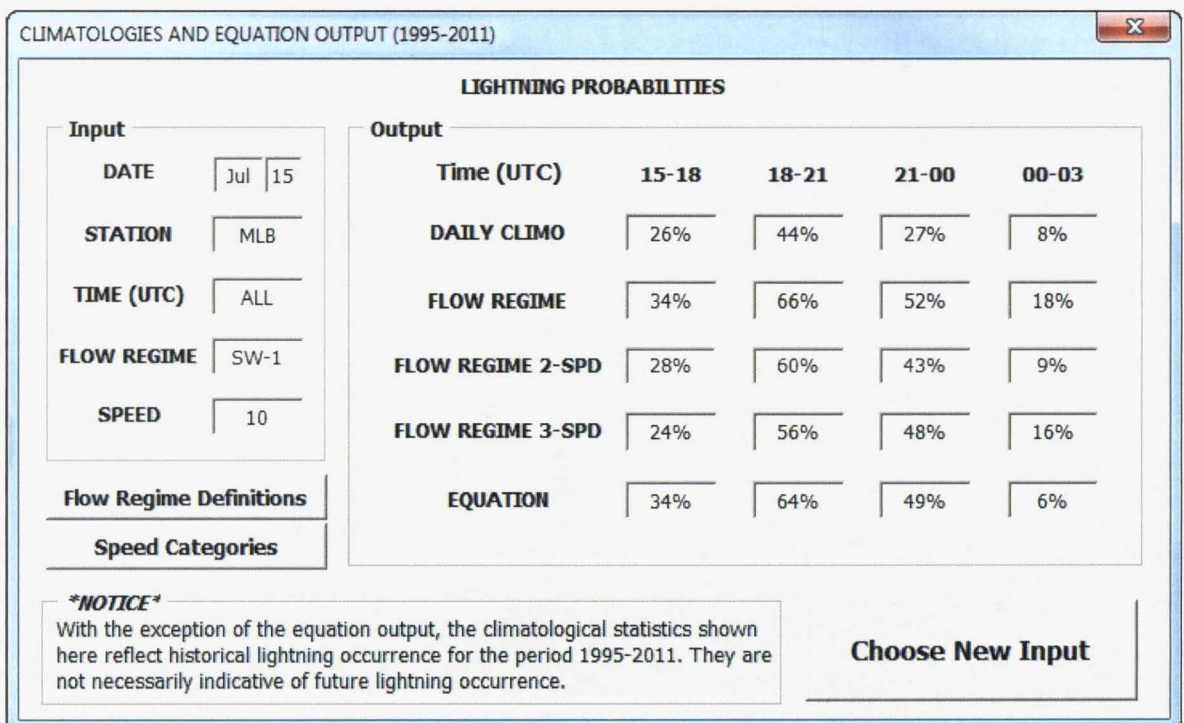 CLIMATOLOGIES AND EQUATION OUTPUT (1995-2011)
LIGHTNING PROBABILITIES
Input
DATE Jul 15
STATION MLB
TIME (UTC) ALL
FLOW REGIME SW-1
SPEED 10
Flow Regime Definitions
Speed Categories
Output
Time (UTC) 15-18 18-21 21-00 00-03
DAILY CLIMO 26% 44% 27% 8%
FLOW REGIME 34% 66% 52% 18%
FLOW REGIME 2-SPD 28% 60% 43% 9%
FLOW REGIME 3-SPD 24% 56% 48% 16%
EQUATION 34% 64% 49% 6%
*NOTICE*
With the exception of the equation output, the climatological statistics shown
here reflect historical lightning occurrence for the period 1995-2011. They are
not necessarily indicative of future lightning occurrence.
Choose New Input